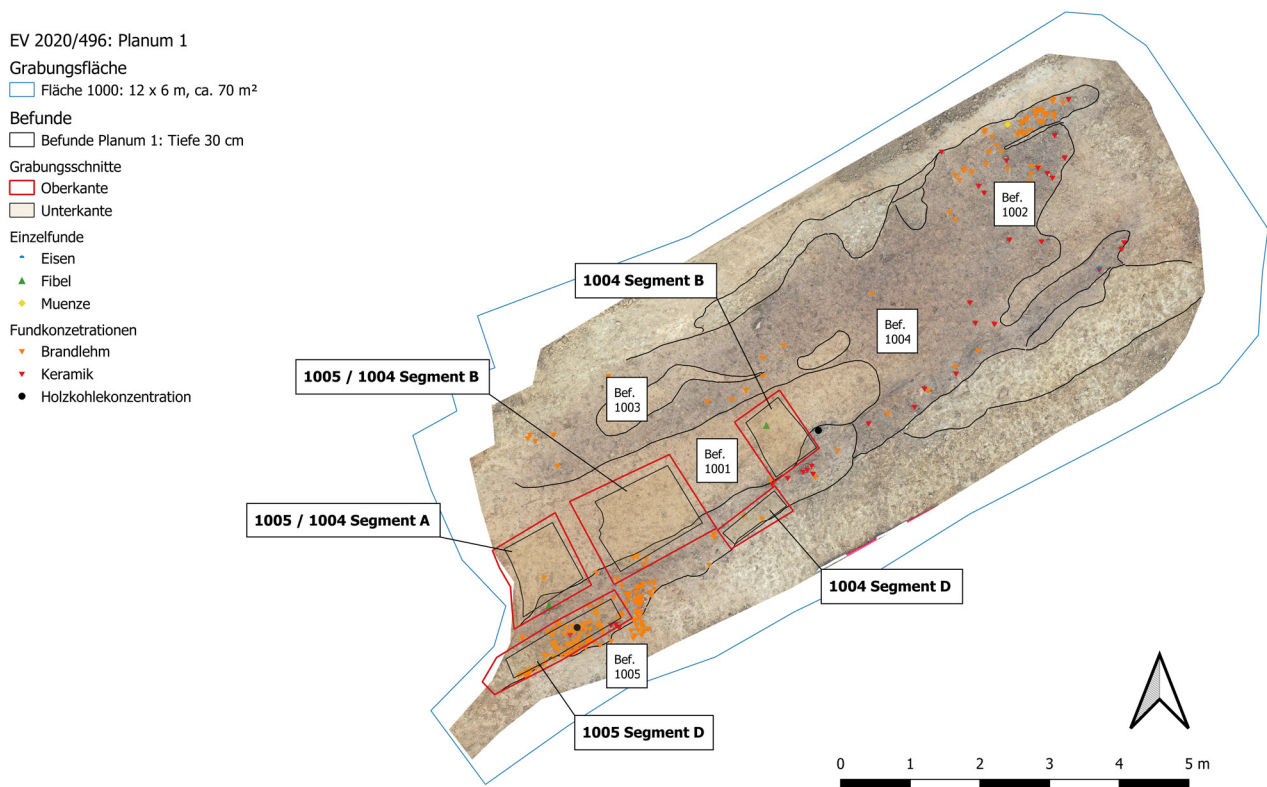 EV 2020/496: Planum 1
Grabungsfläche
Fläche 1000: 12 x 6 m, ca. 70 m²
Befunde
Befunde Planum 1: Tiefe 30 cm
Grabungsschnitte
Oberkante
Unterkante
Einzelfunde
Eisen
Fibel
Muenze
Fundkonzetrationen
Brandlehm
Keramik
Holzkohlekonzentration
Bef.
1002
1004 Segment B
Bef.
1004
1005 / 1004 Segment B
Bef.
1003
Bef.
1001
1005 / 1004 Segment A
1004 Segment D
Bef.
1005
1005 Segment D
0 1 2 3 4 5 m